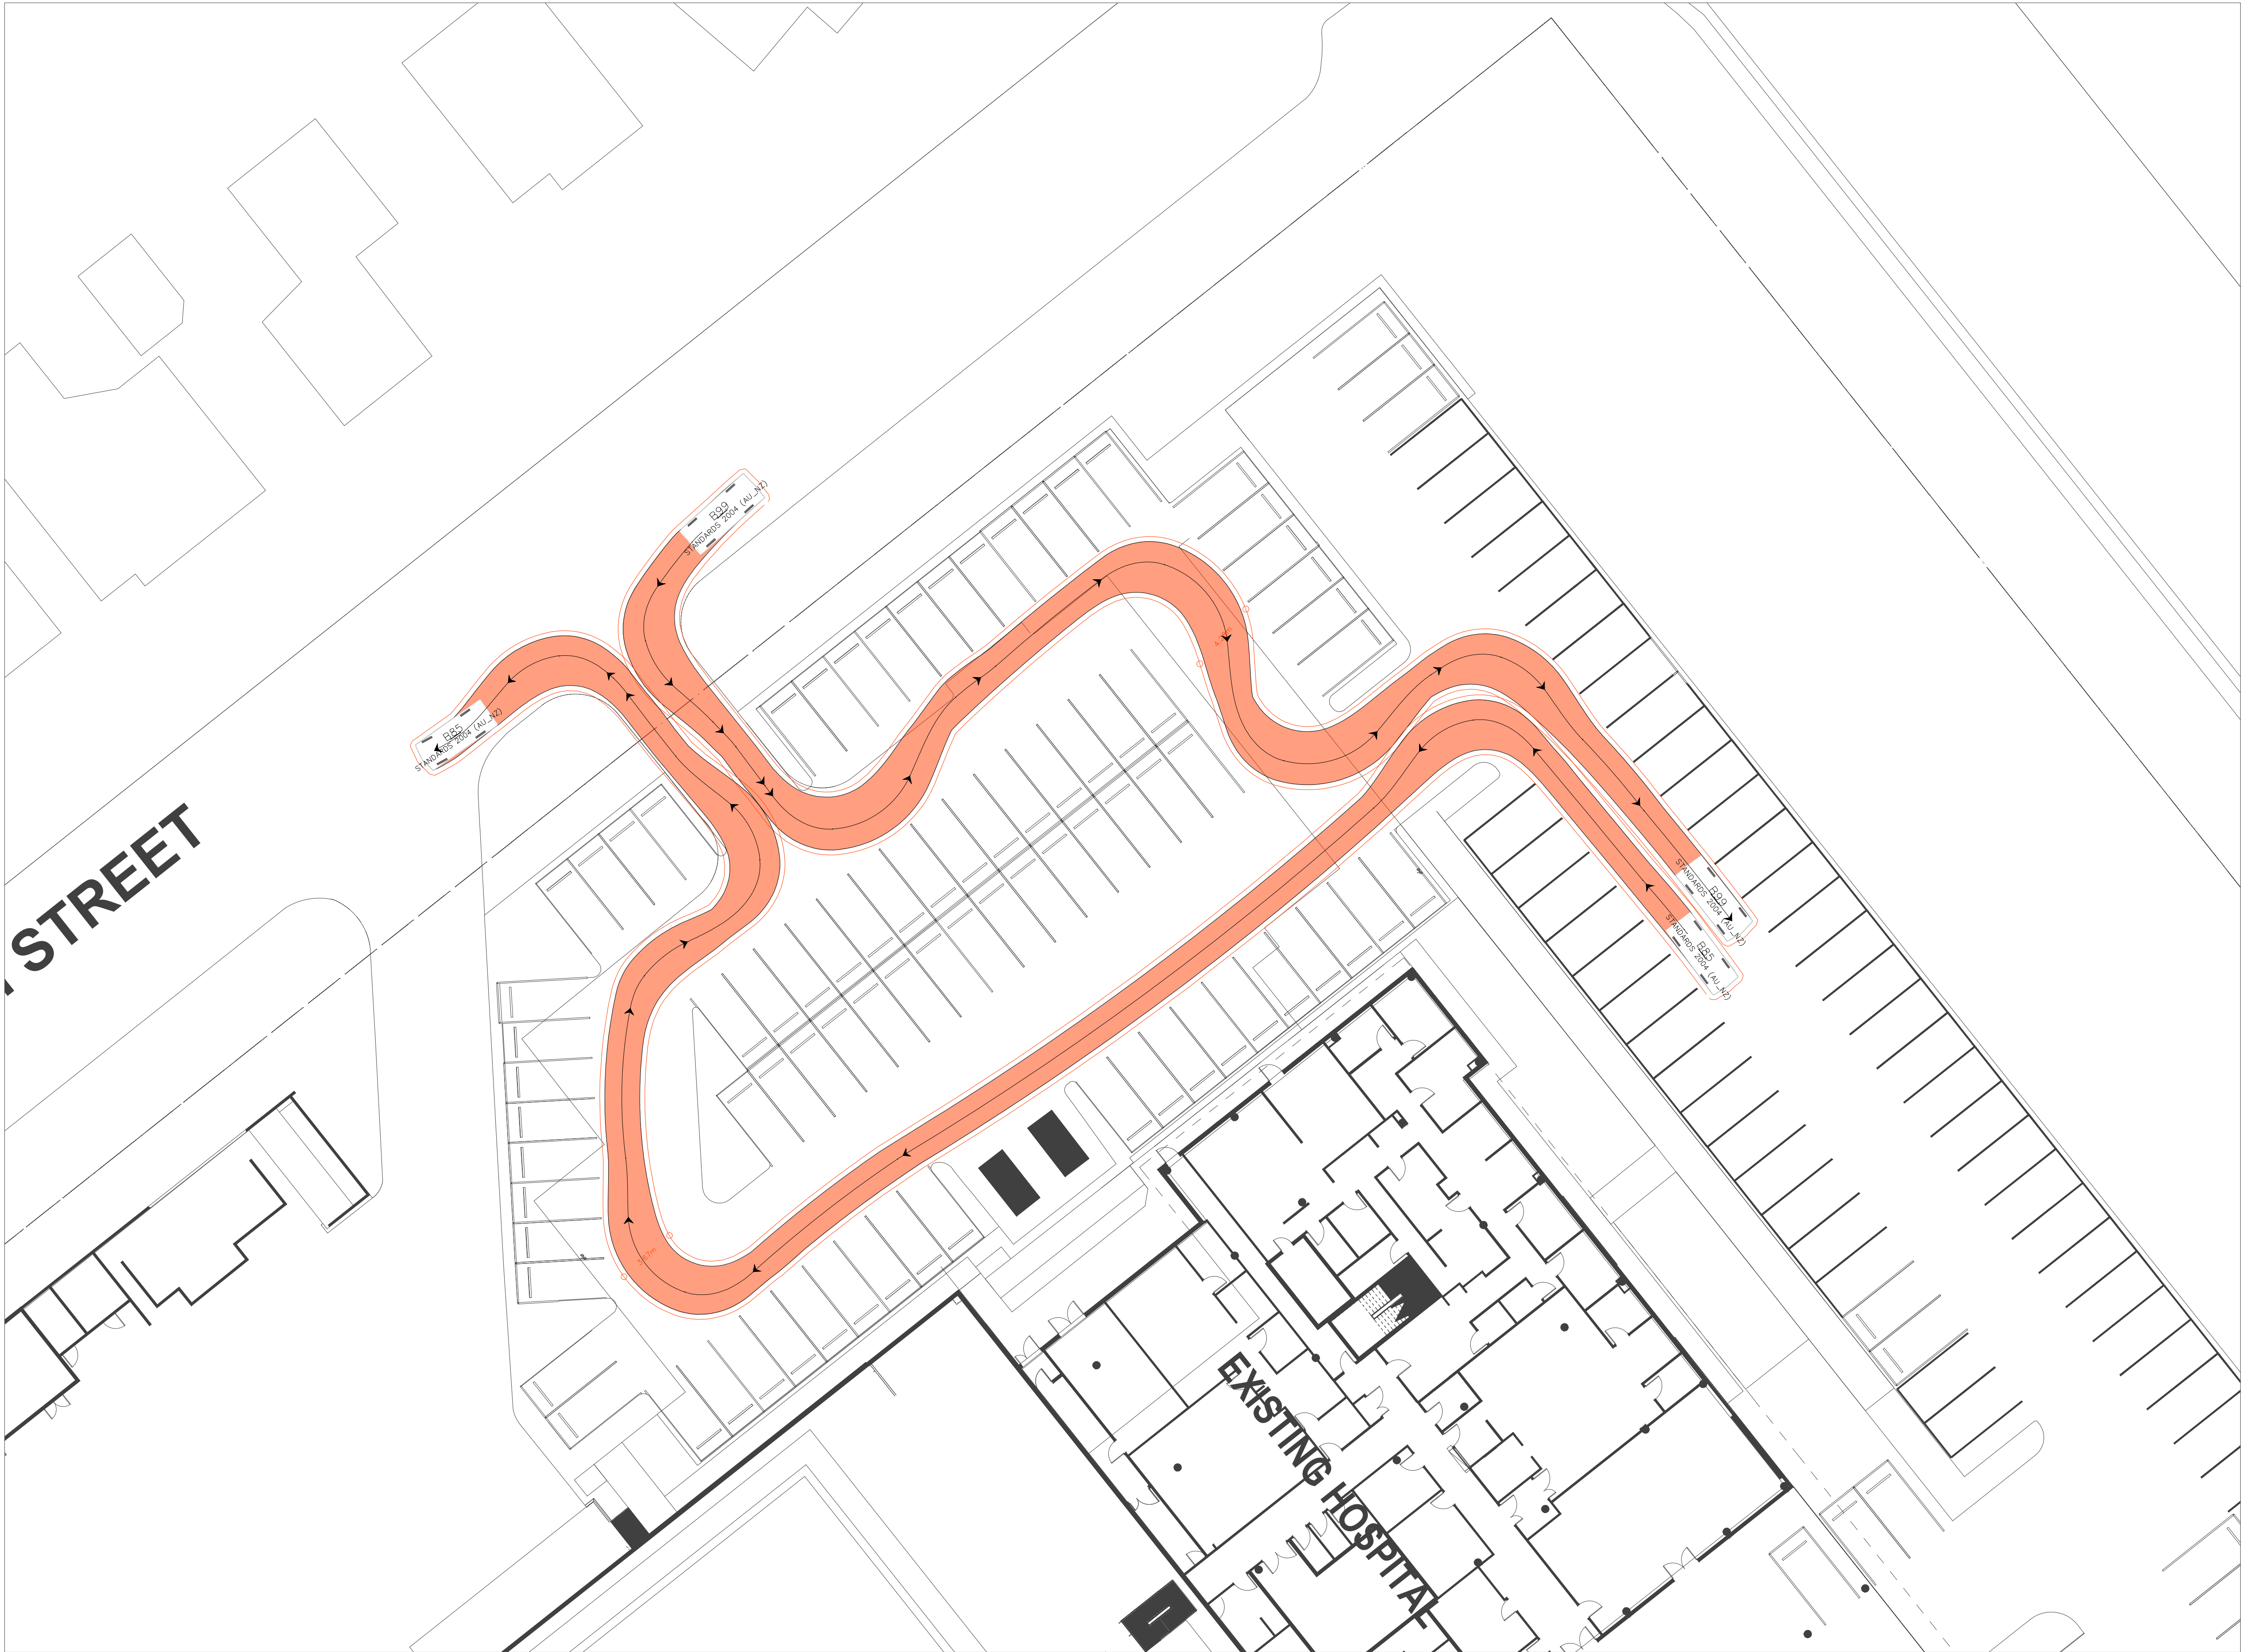 B99
STANDARDS 2004 (AU_NZ)
B85
STANDARDS 2004 (AU_NZ)
STREET
B99
STANDARDS 2004 (AU_NZ)
B85
STANDARDS 2004 (AU_NZ)
EXISTING HOSPITAL